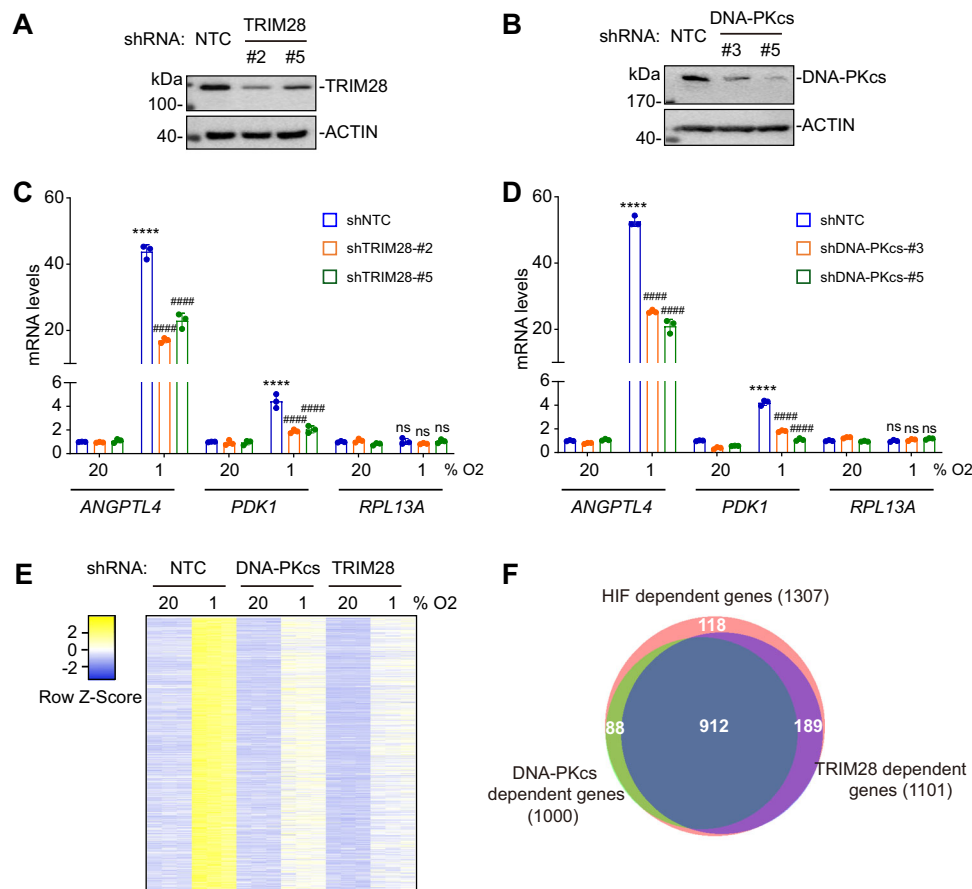 A
shRNA: NTC TRIM28
#2 #5
kDa
100-
-TRIM28
40-
-ACTIN
B
shRNA: NTC DNA-PKcs
#3 #5
kDa
-DNA-PKcs
170-
-ACTIN
40-
C
mRNA levels
60
40
20
6
4
2
0
****
####
####
****
####
####
ns ns ns
shNTC
shTRIM28-#2
shTRIM28-#5
20 1 20 1 20 1 % O2
ANGPTL4 PDK1 RPL13A
D
mRNA levels
60
40
20
6
4
2
0
****
####
####
****
####
####
ns ns ns
shNTC
shDNA-PKcs-#3
shDNA-PKcs-#5
20 1 20 1 20 1 % O2
ANGPTL4 PDK1 RPL13A
E
shRNA: NTC DNA-PKcs TRIM28
20 1 20 1 20 1 % O2
2
0
-2
Row Z-Score
F
HIF dependent genes (1307)
118
88
912
189
DNA-PKcs
dependent genes
(1000)
TRIM28 dependent
genes (1101)